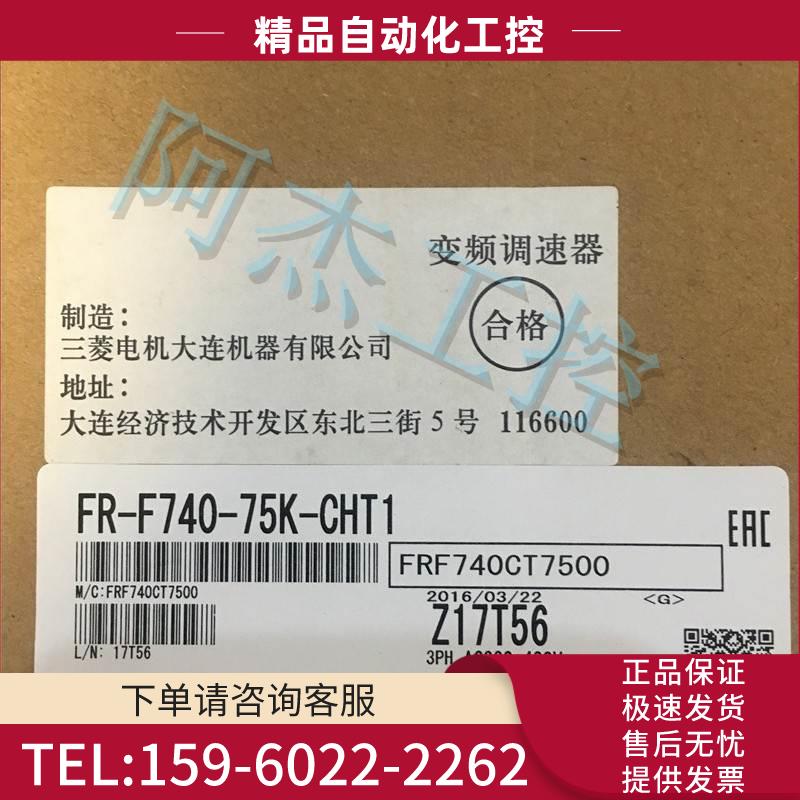 精品自动化工控
阿杰工控
变频调速器
合格
制造：
三菱电机大连机器有限公司
地址：
大连经济技术开发区东北三街 5 号 116600
FR-F740-75K-CHT1
EAC
FRF740CT7500
M/C:FRF740CT7500
2016/03/22 <G>
Z17T56
L/N: 17T56
3PH
下单请咨询客服
TEL:159-6022-2262
正品保证
极速发货
售后无忧
提供发票